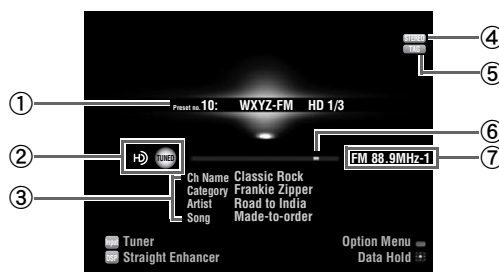 ④
STEREO
TAG
⑤
① Preset no. 10: WXYZ-FM HD 1/3
⑥
② HD TUNED FM 88.9MHz-1 ⑦
③ Ch Name Classic Rock
Category Frankie Zipper
Artist Road to India
Song Made-to-order
Input Tuner Option Menu
DSP Straight Enhancer Data Hold